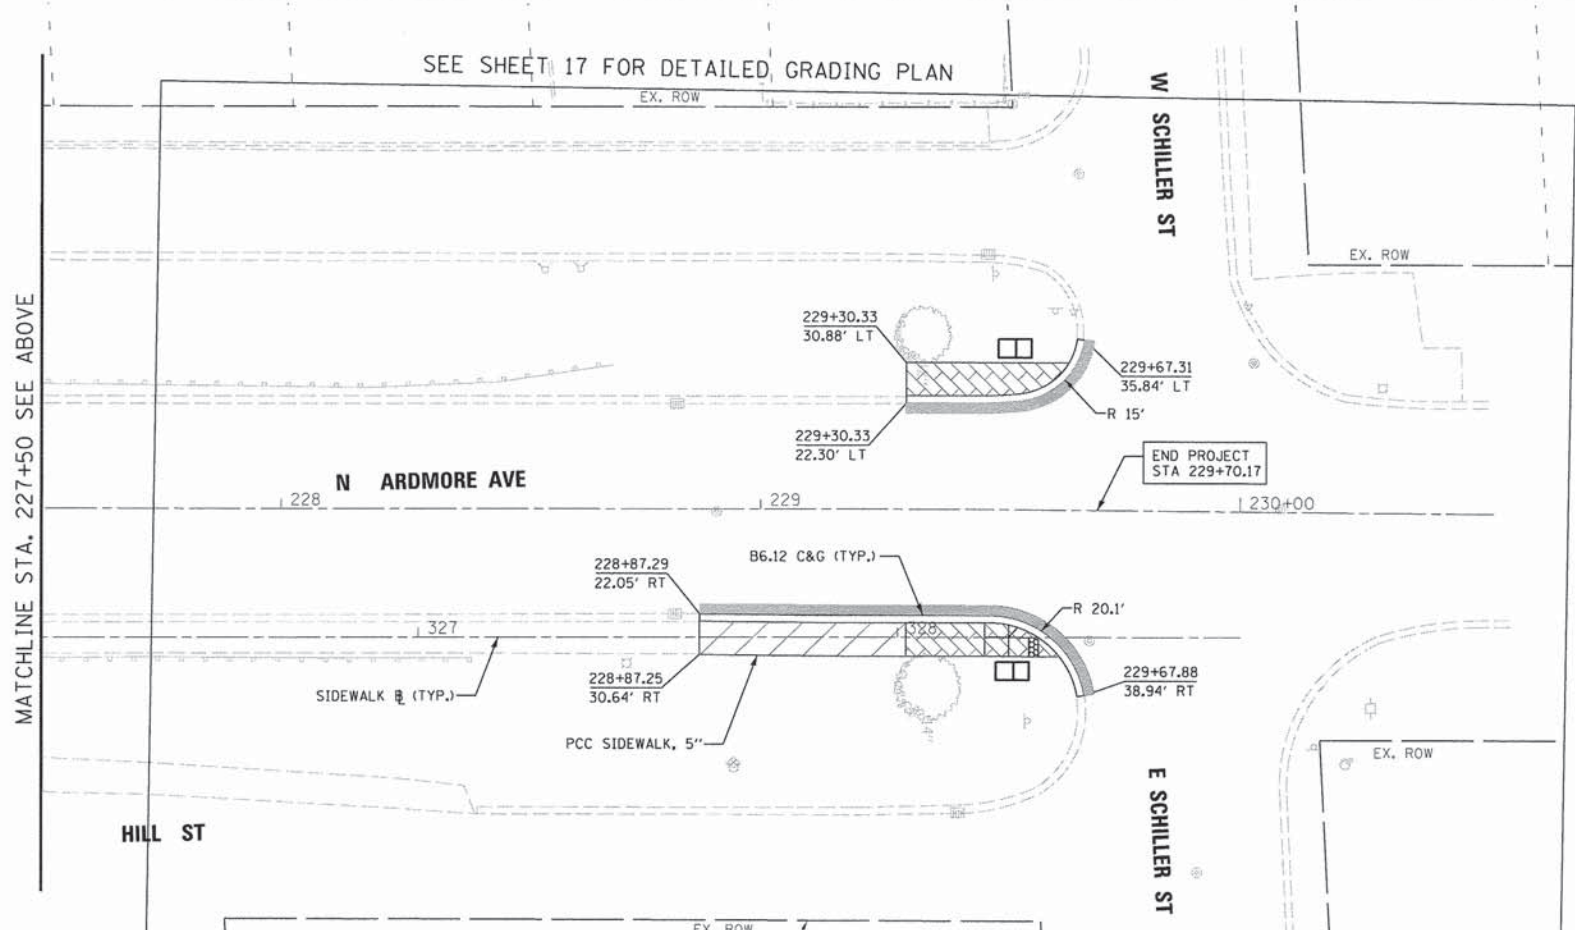 SEE SHEET 17 FOR DETAILED GRADING PLAN
EX. ROW
W SCHILLER ST
EX. ROW
MATCHLINE STA. 227+50 SEE ABOVE
229+30.33
30.88' LT
229+67.31
35.84' LT
R 15'
229+30.33
22.30' LT
END PROJECT
STA 229+70.17
N ARDMORE AVE
228
229
230+00
B6.12 C&G (TYP.)
228+87.29
22.05' RT
R 20.1'
327
328
SIDEWALK ⅊ (TYP.)
228+87.25
30.64' RT
229+67.88
38.94' RT
PCC SIDEWALK, 5"
4"
EX. ROW
HILL ST
E SCHILLER ST
EX. ROW